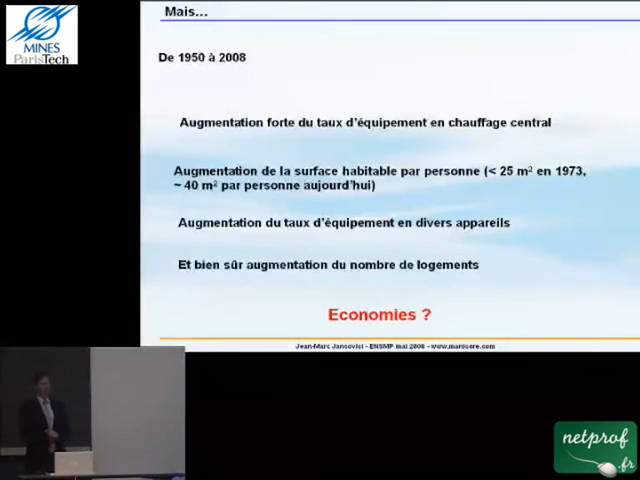 MINES
ParisTech
Mais...
De 1950 à 2008
Augmentation forte du taux d'équipement en chauffage central
Augmentation de la surface habitable par personne (< 25 m² en 1973,
~ 40 m² par personne aujourd'hui)
Augmentation du taux d'équipement en divers appareils
Et bien sûr augmentation du nombre de logements
Economies ?
Jean-Marc Jancovici - ENSMP mai 2008 - www.manicore.com
netprof
.fr